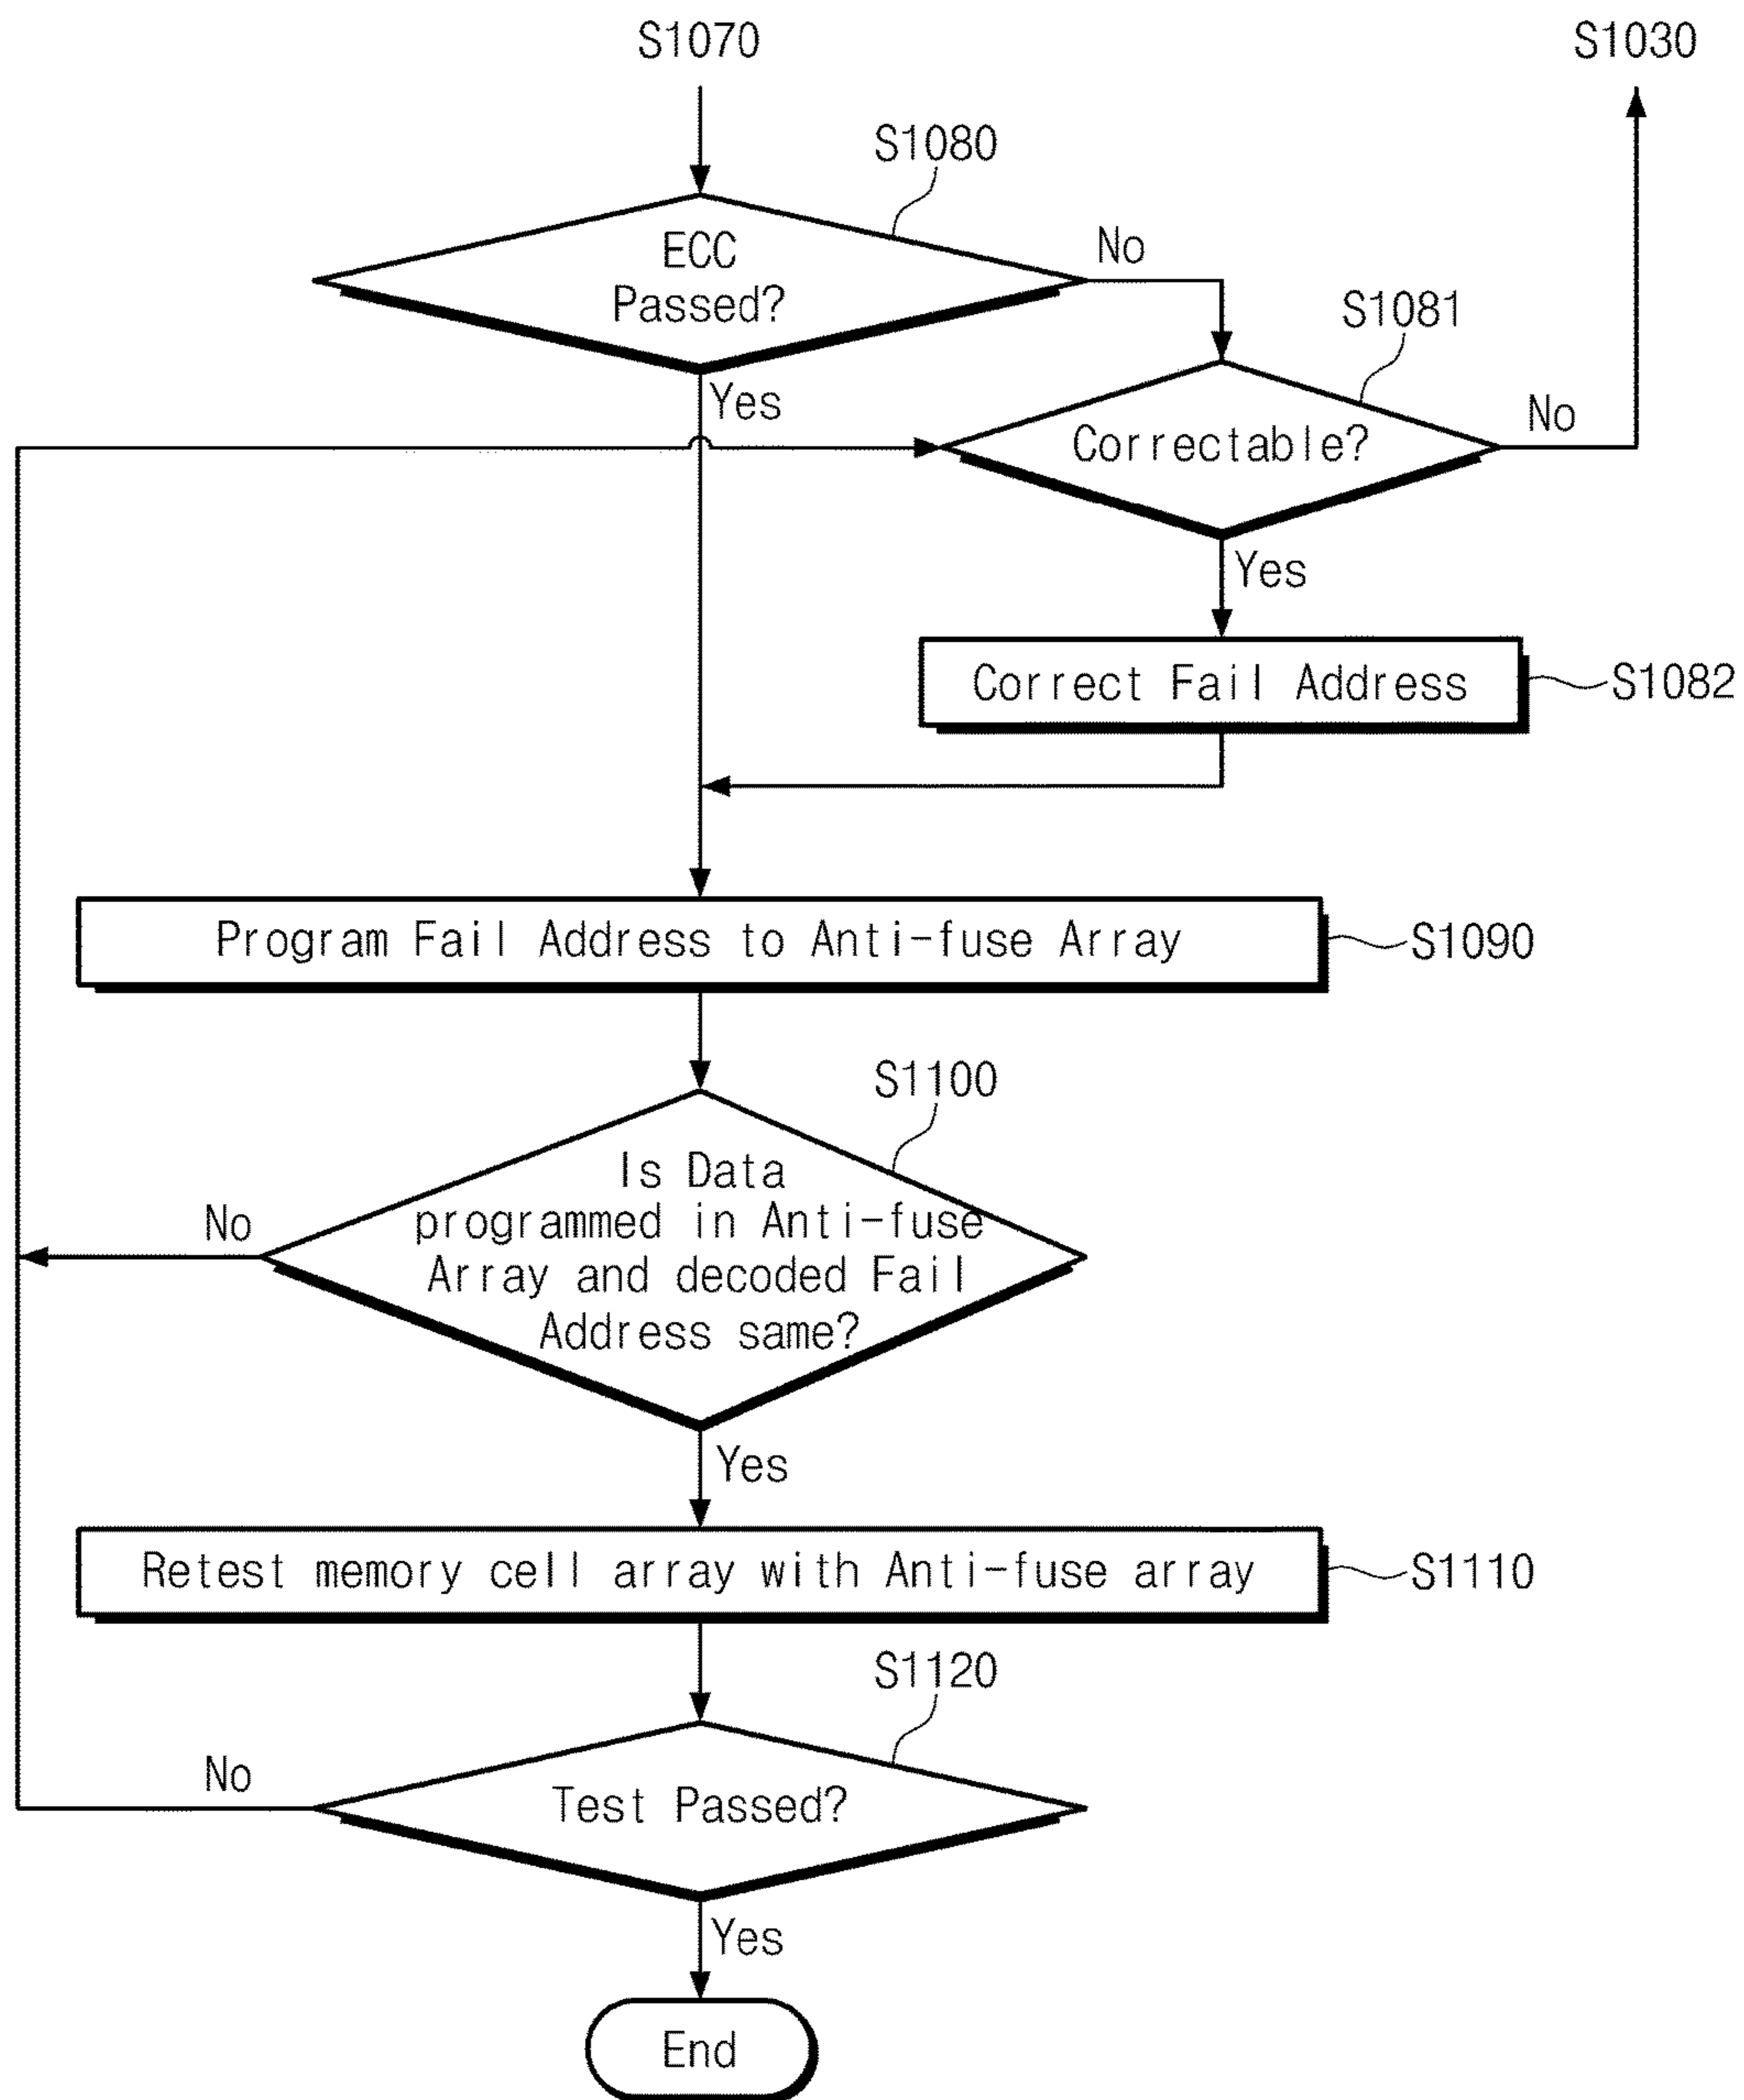 S1070
S1030
S1080
ECC
Passed?
No
S1081
Yes
Correctable?
No
Yes
Correct Fail Address
S1082
Program Fail Address to Anti-fuse Array
S1090
S1100
Is Data
programmed in Anti-fuse
Array and decoded Fail
Address same?
No
Yes
Retest memory cell array with Anti-fuse array
S1110
S1120
No
Test Passed?
Yes
End